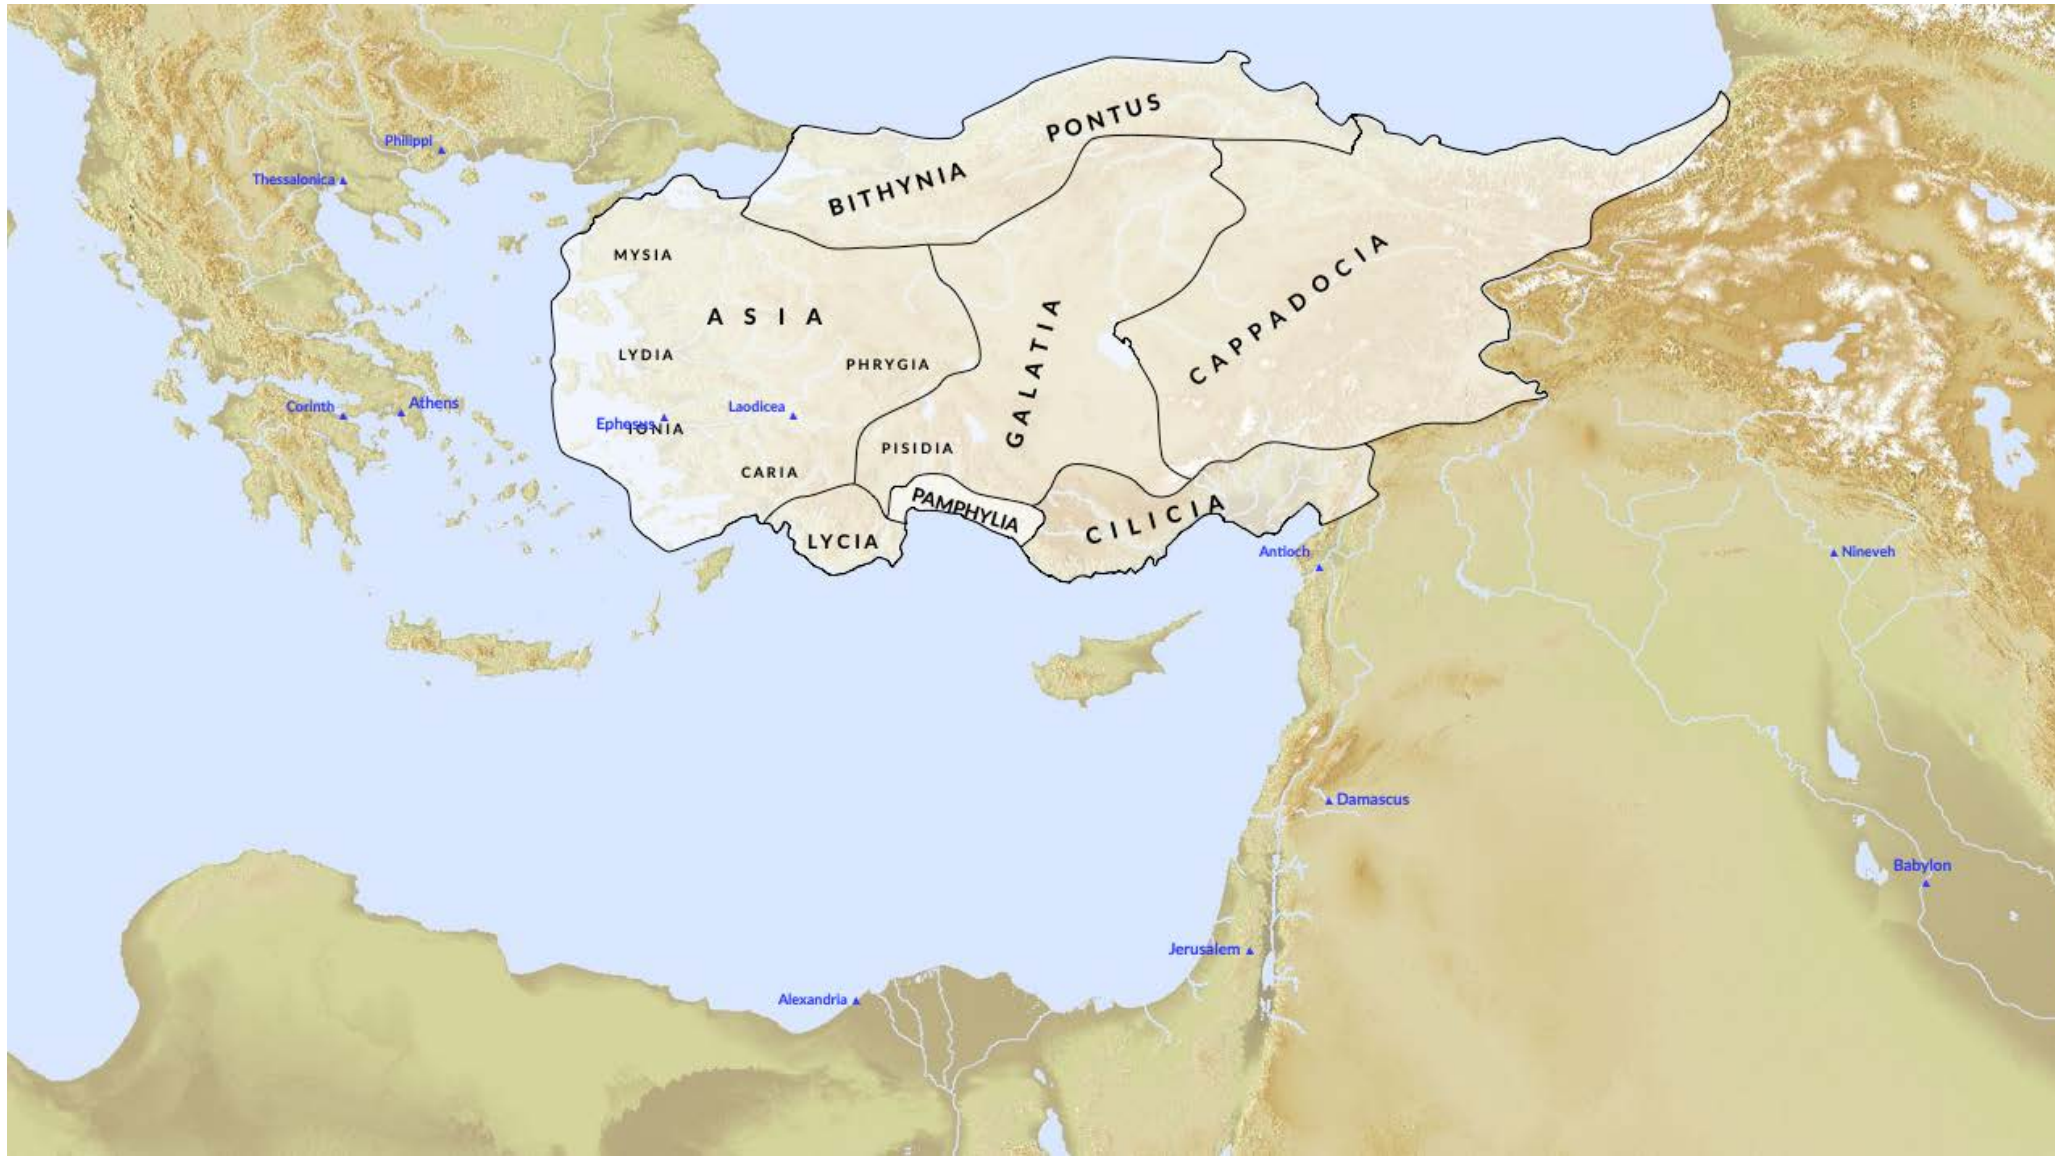 PONTUS
Philippi
BITHYNIA
Thessalonica
MYSIA
CAPPADOCIA
ASIA
GALATIA
LYDIA
PHRYGIA
Corinth
Athens
Laodicea
Ephesus
IONIA
PISIDIA
CARIA
PAMPHYLIA
CILICIA
LYCIA
Antioch
Nineveh
Damascus
Babylon
Jerusalem
Alexandria